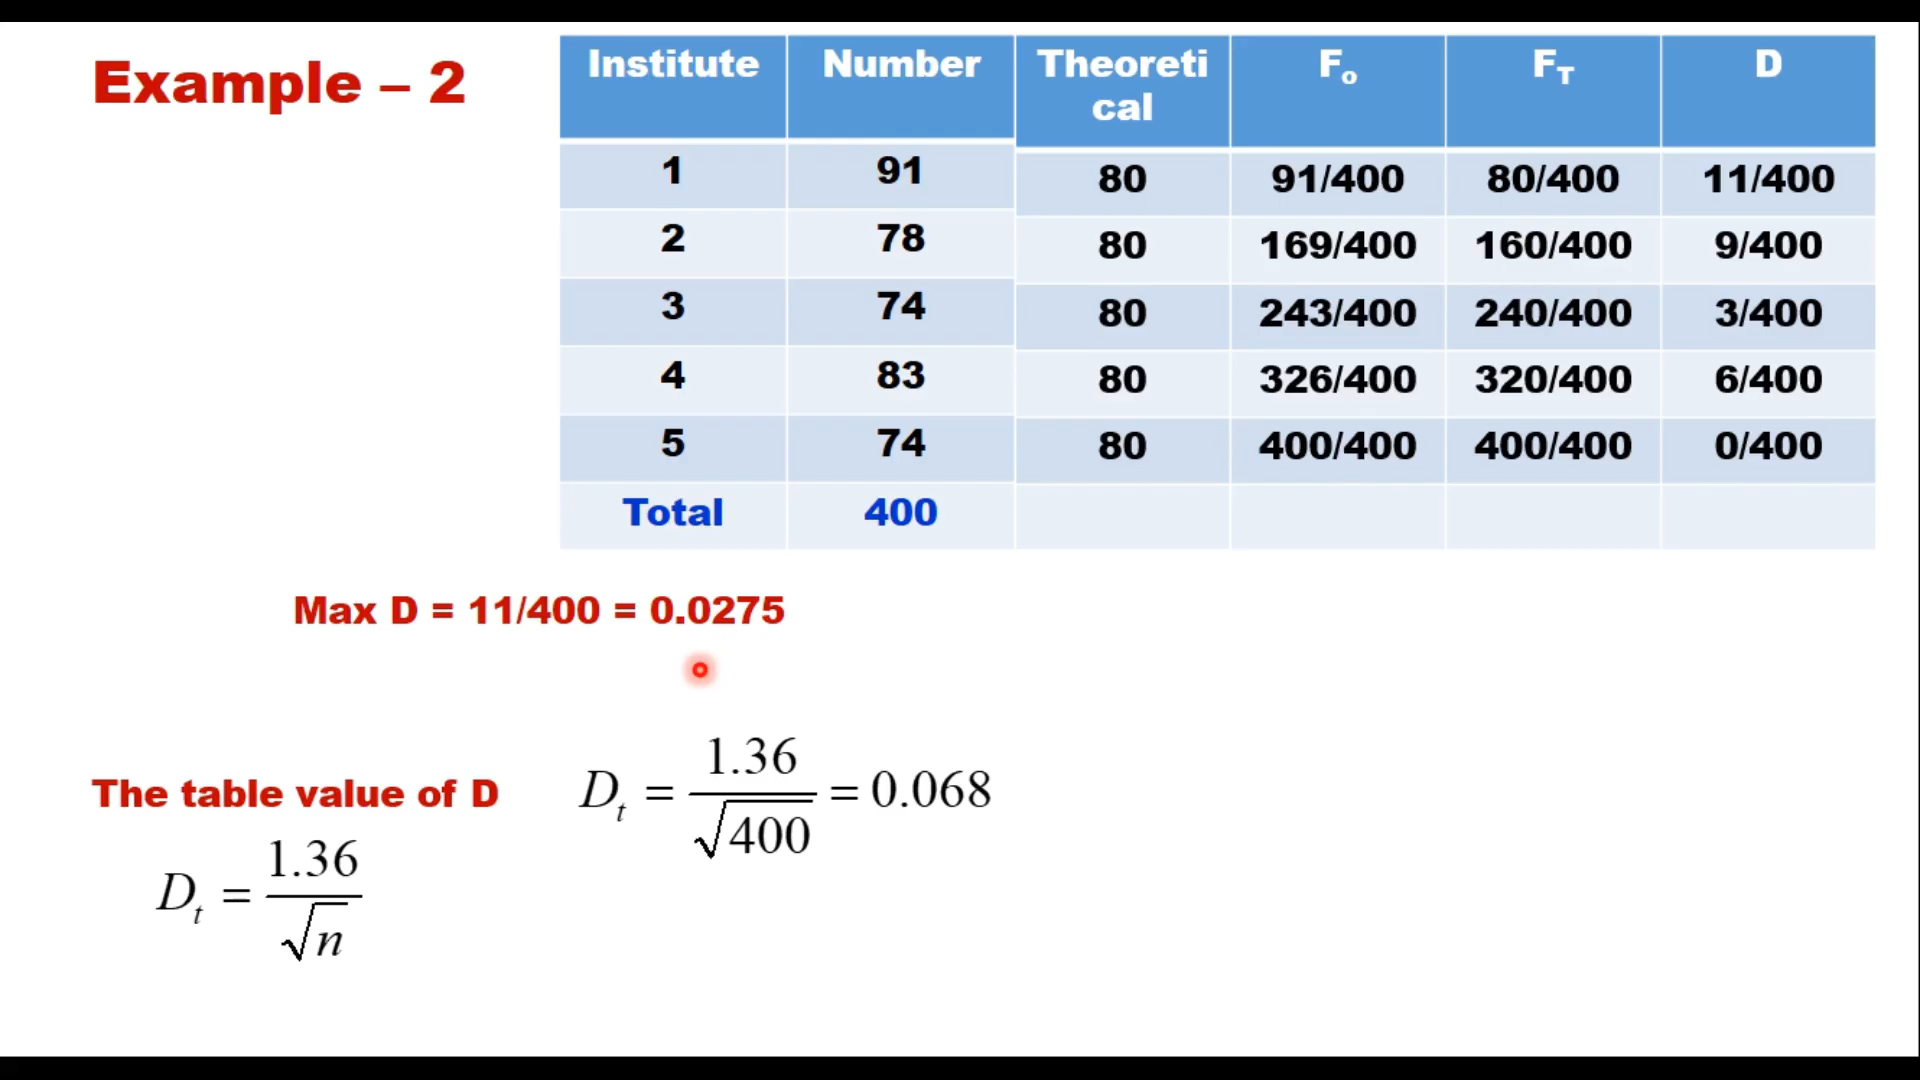 Example – 2
Institute Number Theoreti cal Fₒ F_T D
1 91 80 91/400 80/400 11/400
2 78 80 169/400 160/400 9/400
3 74 80 243/400 240/400 3/400
4 83 80 326/400 320/400 6/400
5 74 80 400/400 400/400 0/400
Total 400
Max D = 11/400 = 0.0275
The table value of D
D_t = 1.36/√n
D_t = 1.36/√400 = 0.068